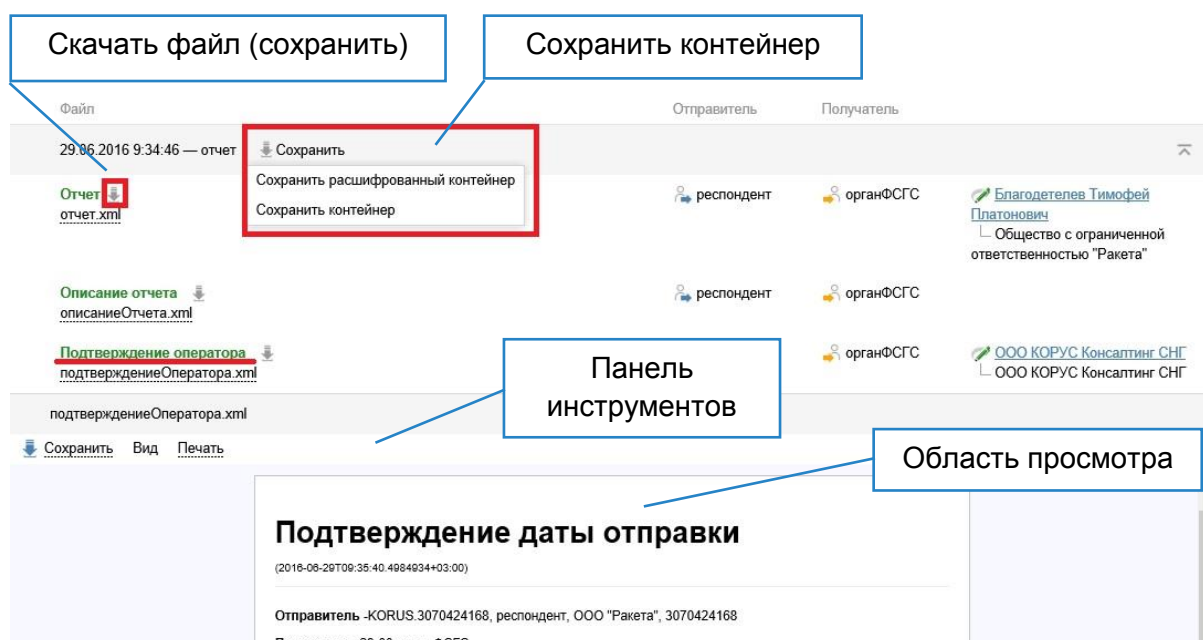 Скачать файл (сохранить)
Сохранить контейнер
Файл
Отправитель
Получатель
29.06.2016 9:34:46 — отчет
Сохранить
Сохранить расшифрованный контейнер
Сохранить контейнер
Отчет
отчет.xml
респондент
органФСГС
Благодетелев Тимофей
Платонович
Общество с ограниченной
ответственностью "Ракета"
Описание отчета
описаниеОтчета.xml
респондент
органФСГС
Подтверждение оператора
подтверждениеОператора.xml
органФСГС
ООО КОРУС Консалтинг СНГ
ООО КОРУС Консалтинг СНГ
Панель
инструментов
подтверждениеОператора.xml
Сохранить Вид Печать
Область просмотра
Подтверждение даты отправки
(2016-06-29T09:35:40.4984934+03:00)
Отправитель -KORUS.3070424168, респондент, ООО "Ракета", 3070424168